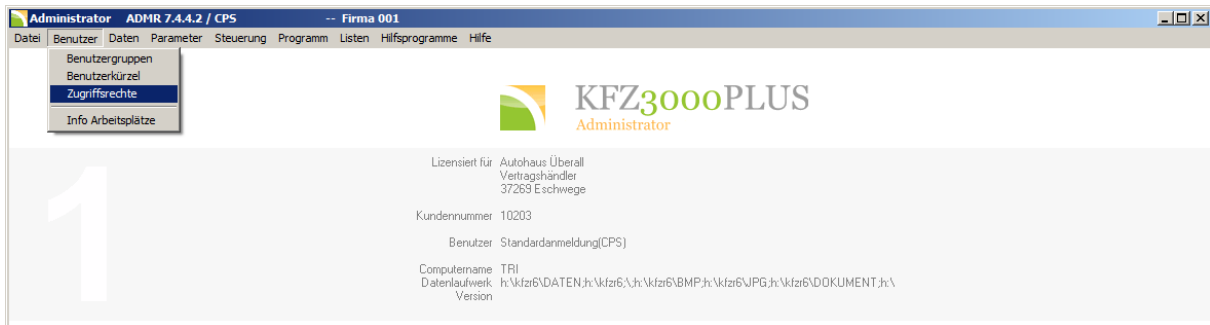 Administrator ADMR 7.4.4.2 / CPS -- Firma 001
Datei Benutzer Daten Parameter Steuerung Programm Listen Hilfsprogramme Hilfe
Benutzergruppen
Benutzerkürzel
Zugriffsrechte
Info Arbeitsplätze
KFZ3000PLUS
Administrator
1
Lizensiert für Autohaus Überall
Vertragshändler
37269 Eschwege
Kundennummer 10203
Benutzer Standardanmeldung(CPS)
Computername TRI
Datenlaufwerk h:\kfzr6\DATEN;h:\kfzr6;\;h:\kfzr6\BMP;h:\kfzr6\JPG;h:\kfzr6\DOKUMENT;h:\
Version